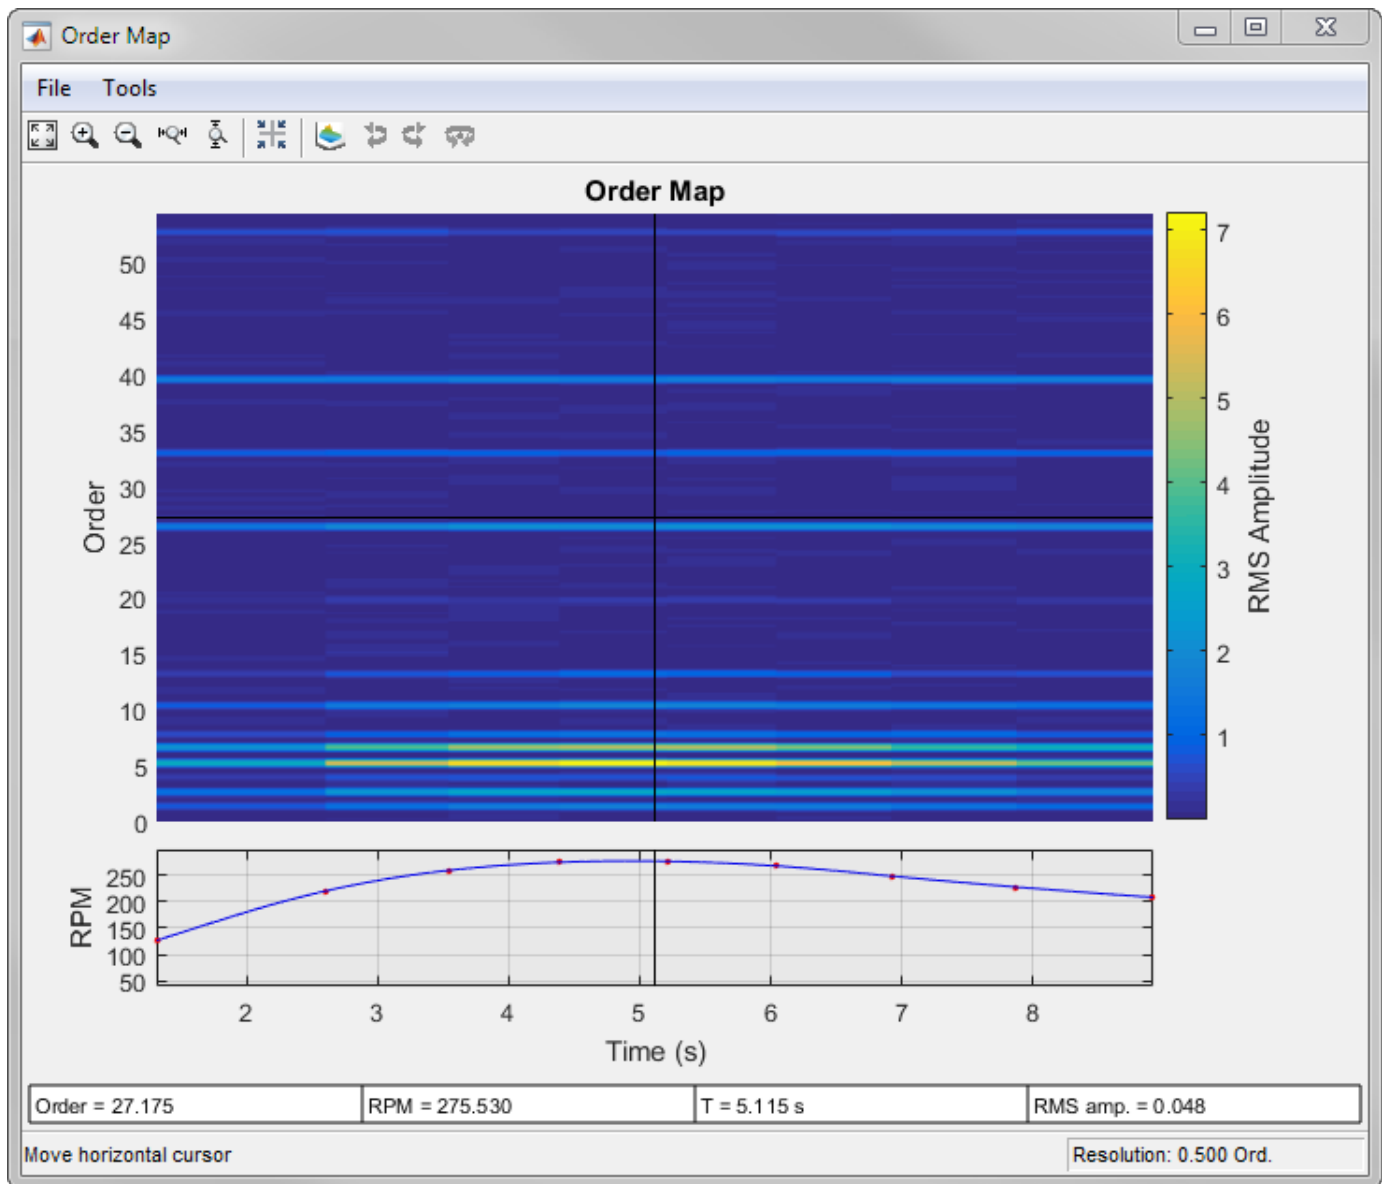 Order Map
File Tools
Order Map
50
45
40
35
30
25
20
15
10
5
0
Order
7
6
5
4
3
2
1
RMS Amplitude
250
200
150
100
50
RPM
2 3 4 5 6 7 8
Time (s)
Order = 27.175 RPM = 275.530 T = 5.115 s RMS amp. = 0.048
Move horizontal cursor Resolution: 0.500 Ord.